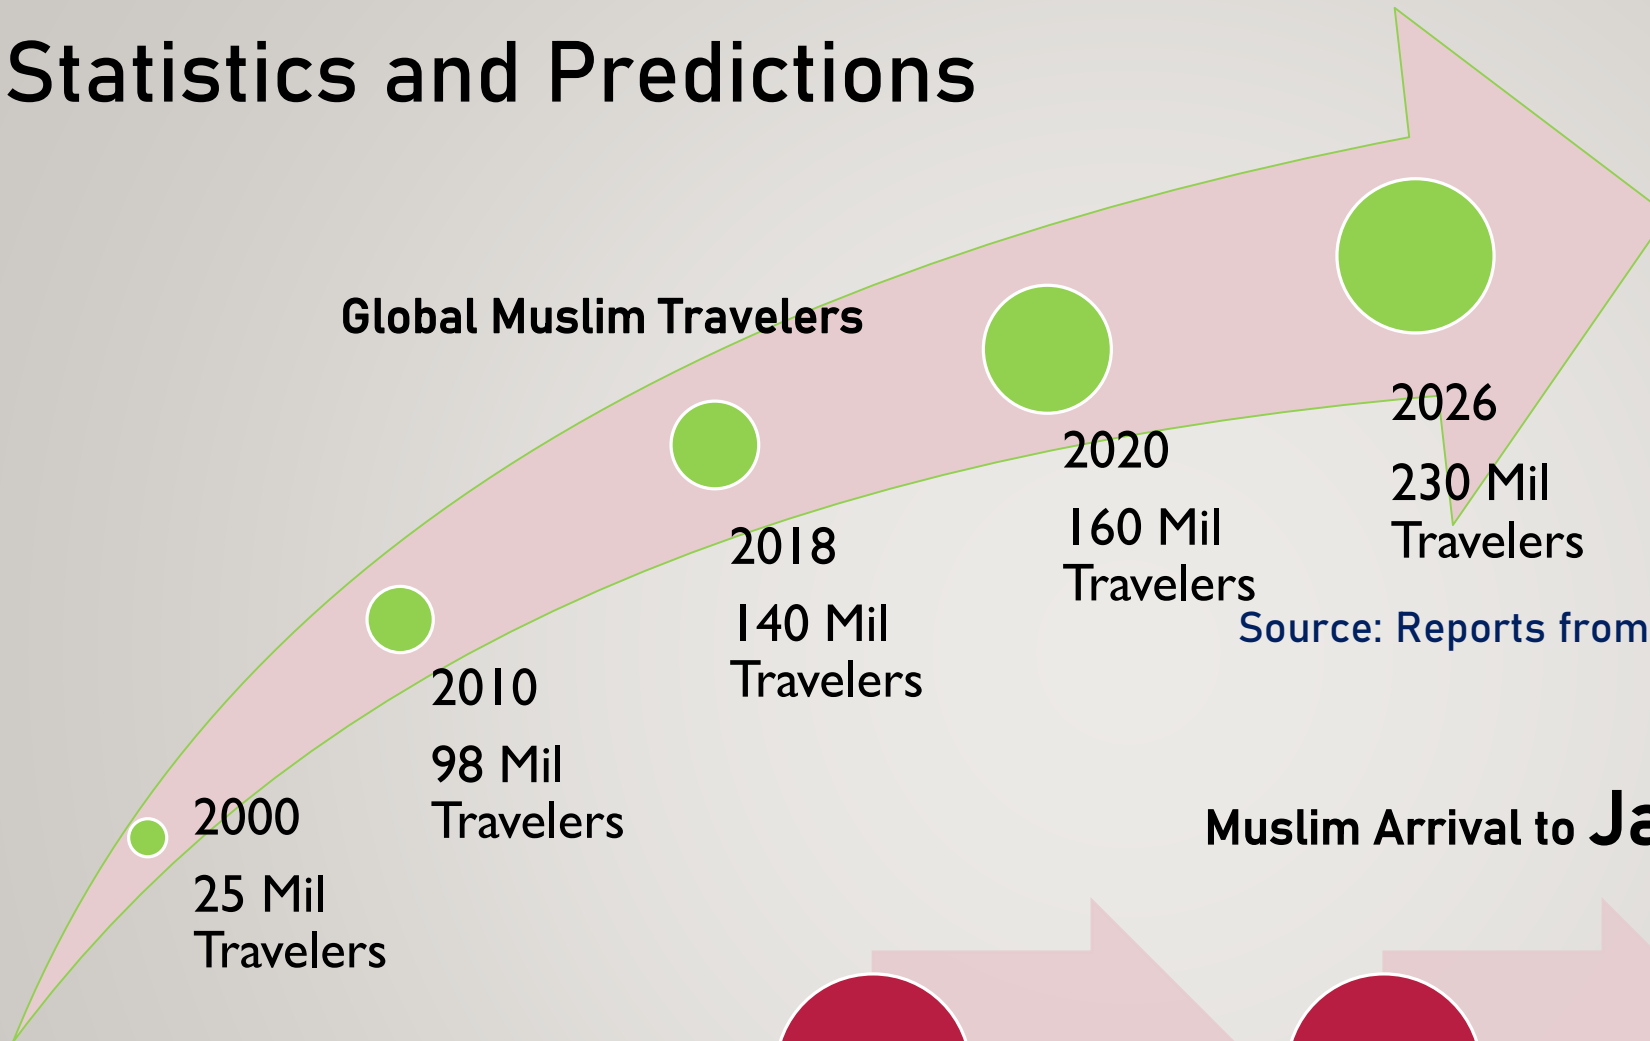 Statistics and Predictions
Global Muslim Travelers
2000
25 Mil
Travelers
2010
98 Mil
Travelers
2018
140 Mil
Travelers
2020
160 Mil
Travelers
2026
230 Mil
Travelers
Source: Reports from
Muslim Arrival to